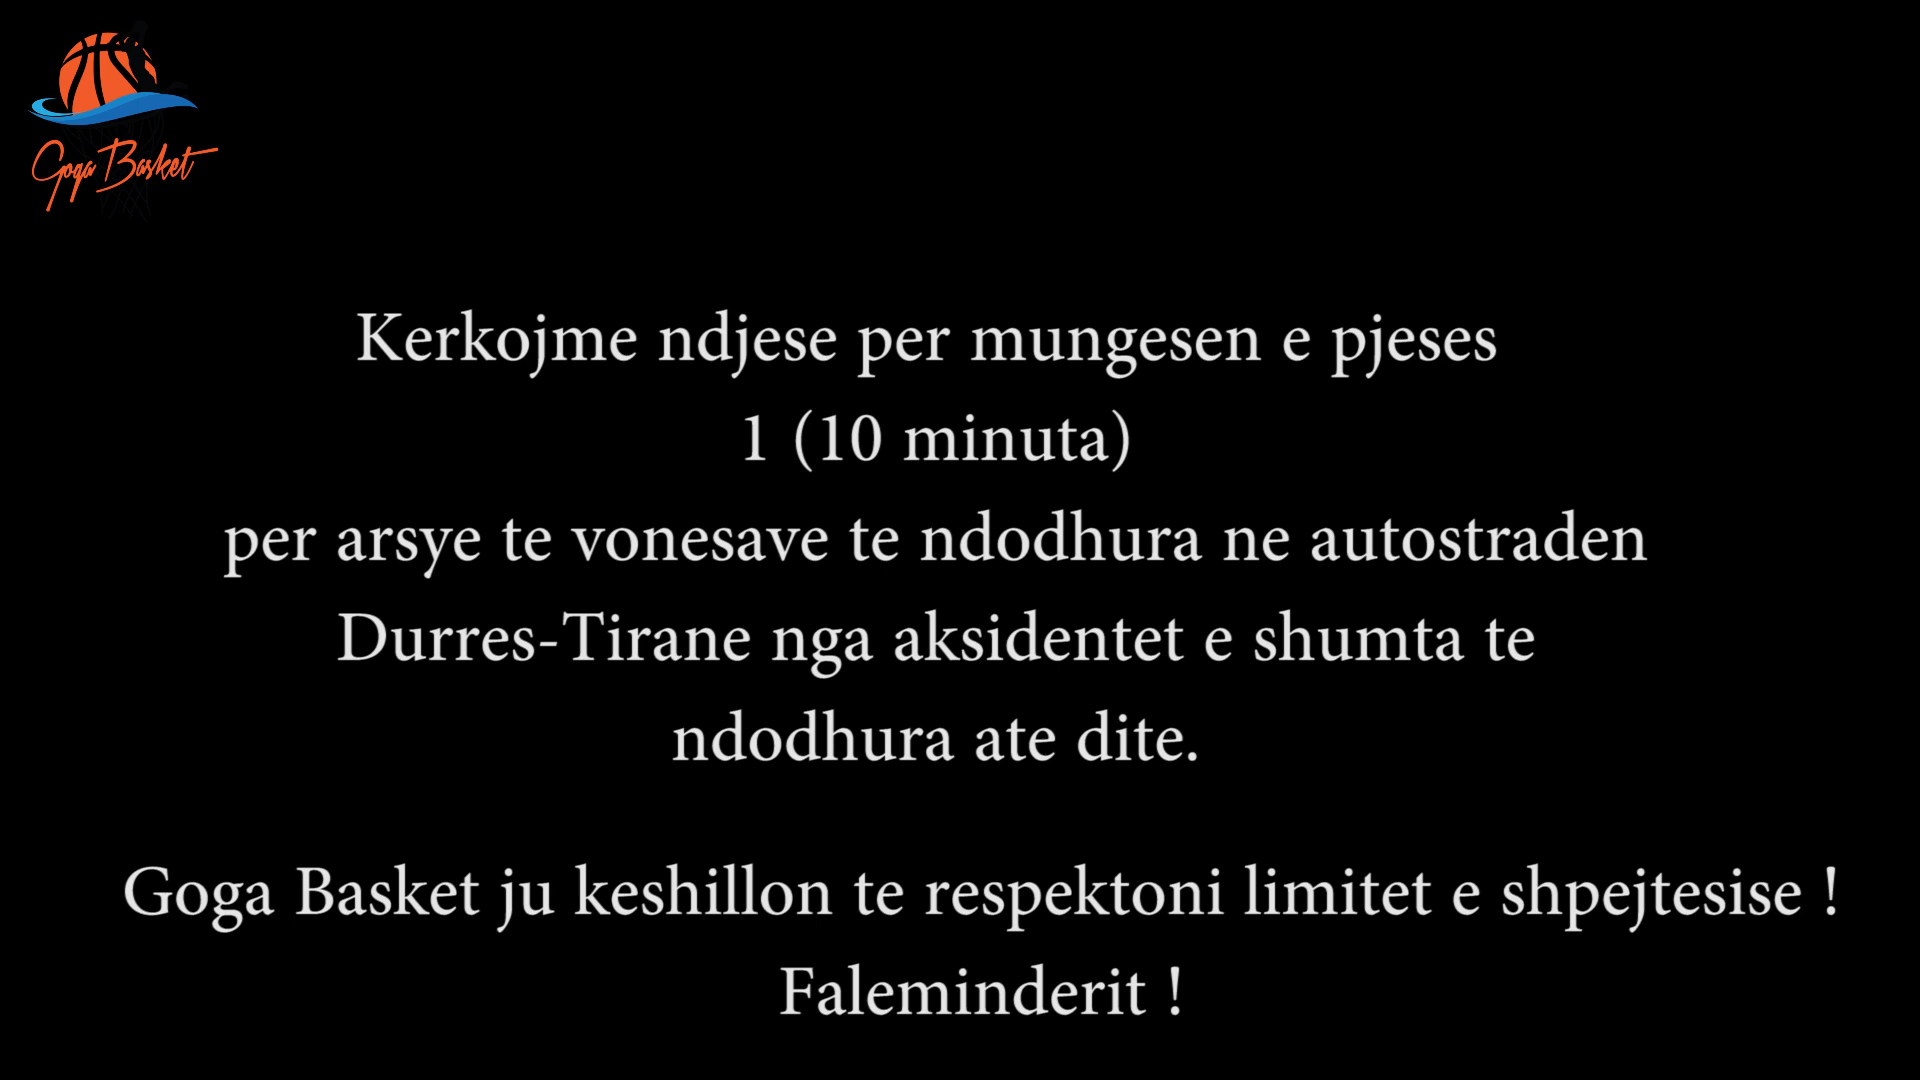 Goga Basket
Kerkojme ndjese per mungesen e pjeses
1 (10 minuta)
per arsye te vonesave te ndodhura ne autostraden
Durres-Tirane nga aksidentet e shumta te
ndodhura ate dite.
Goga Basket ju keshillon te respektoni limitet e shpejtesise !
Faleminderit !